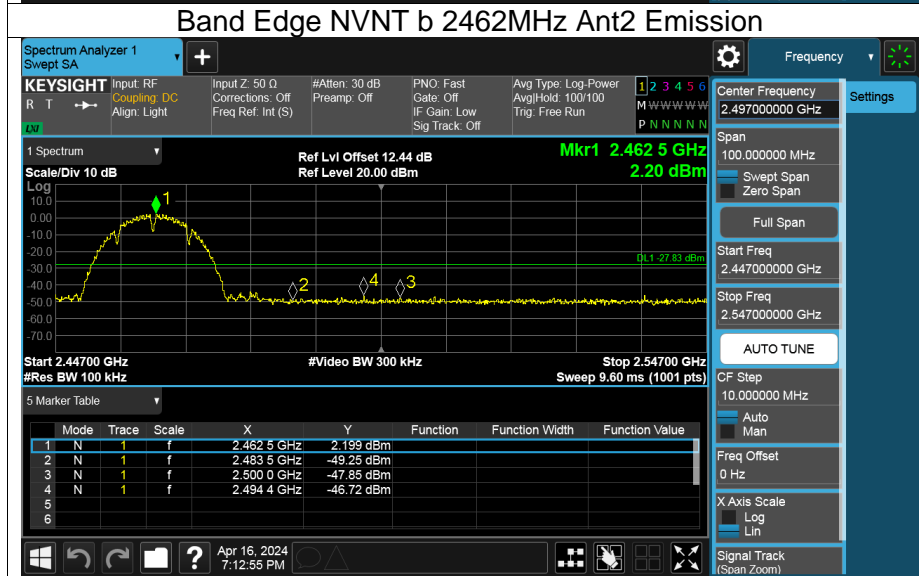 Band Edge NVNT b 2462MHz Ant2 Emission
Spectrum Analyzer 1
Swept SA
+
Frequency
KEYSIGHT Input: RF Input Z: 50 Ω #Atten: 30 dB PNO: Fast Avg Type: Log-Power 1 2 3 4 5 6
R T Coupling: DC Corrections: Off Preamp: Off Gate: Off Avg|Hold: 100/100 M W W W W W
Align: Light Freq Ref: Int (S) IF Gain: Low Trig: Free Run
LXI Sig Track: Off P N N N N N
Center Frequency
2.497000000 GHz
Settings
1 Spectrum
Ref Lvl Offset 12.44 dB Mkr1 2.462 5 GHz
Scale/Div 10 dB Ref Level 20.00 dBm 2.20 dBm
Span
100.000000 MHz
Swept Span
Zero Span
Full Span
Start Freq
2.447000000 GHz
Stop Freq
2.547000000 GHz
AUTO TUNE
CF Step
10.000000 MHz
Auto
Man
Freq Offset
0 Hz
X Axis Scale
Log
Lin
Signal Track
(Span Zoom)
Log
10.0
0.00
-10.0
-20.0
-30.0
-40.0
-50.0
-60.0
-70.0
1
2
4
3
DL1 -27.83 dBm
Start 2.44700 GHz #Video BW 300 kHz Stop 2.54700 GHz
#Res BW 100 kHz Sweep 9.60 ms (1001 pts)
5 Marker Table
Mode Trace Scale X Y Function Function Width Function Value
1 N 1 f 2.462 5 GHz 2.199 dBm
2 N 1 f 2.483 5 GHz -49.25 dBm
3 N 1 f 2.500 0 GHz -47.85 dBm
4 N 1 f 2.494 4 GHz -46.72 dBm
5
6
? Apr 16, 2024
7:12:55 PM